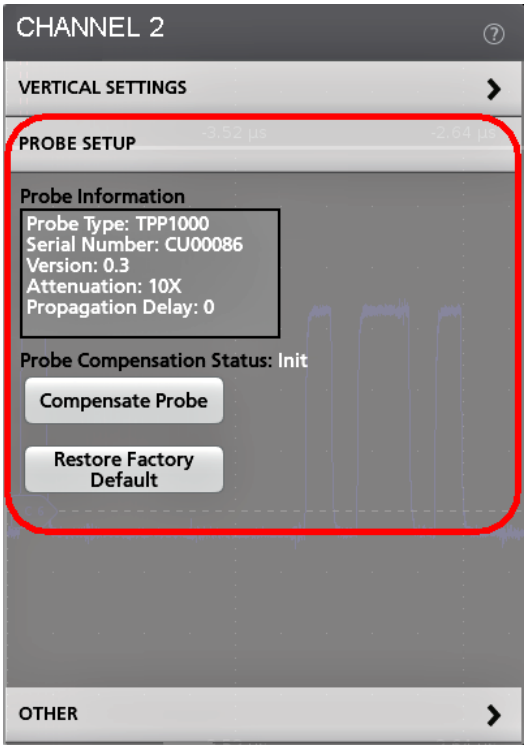 CHANNEL 2
?
VERTICAL SETTINGS
-3.52 µs
-2.64 µs
PROBE SETUP
Probe Information
Probe Type: TPP1000
Serial Number: CU00086
Version: 0.3
Attenuation: 10X
Propagation Delay: 0
Probe Compensation Status: Init
Compensate Probe
Restore Factory
Default
OTHER